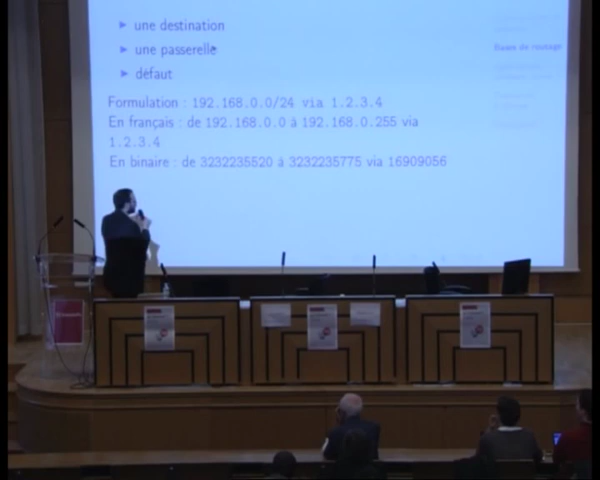 ▶ une destination
▶ une passerelle
▶ défaut
Formulation : 192.168.0.0/24 via 1.2.3.4
En français : de 192.168.0.0 à 192.168.0.255 via
1.2.3.4
En binaire : de 3232235520 à 3232235775 via 16909056
Bases de routage